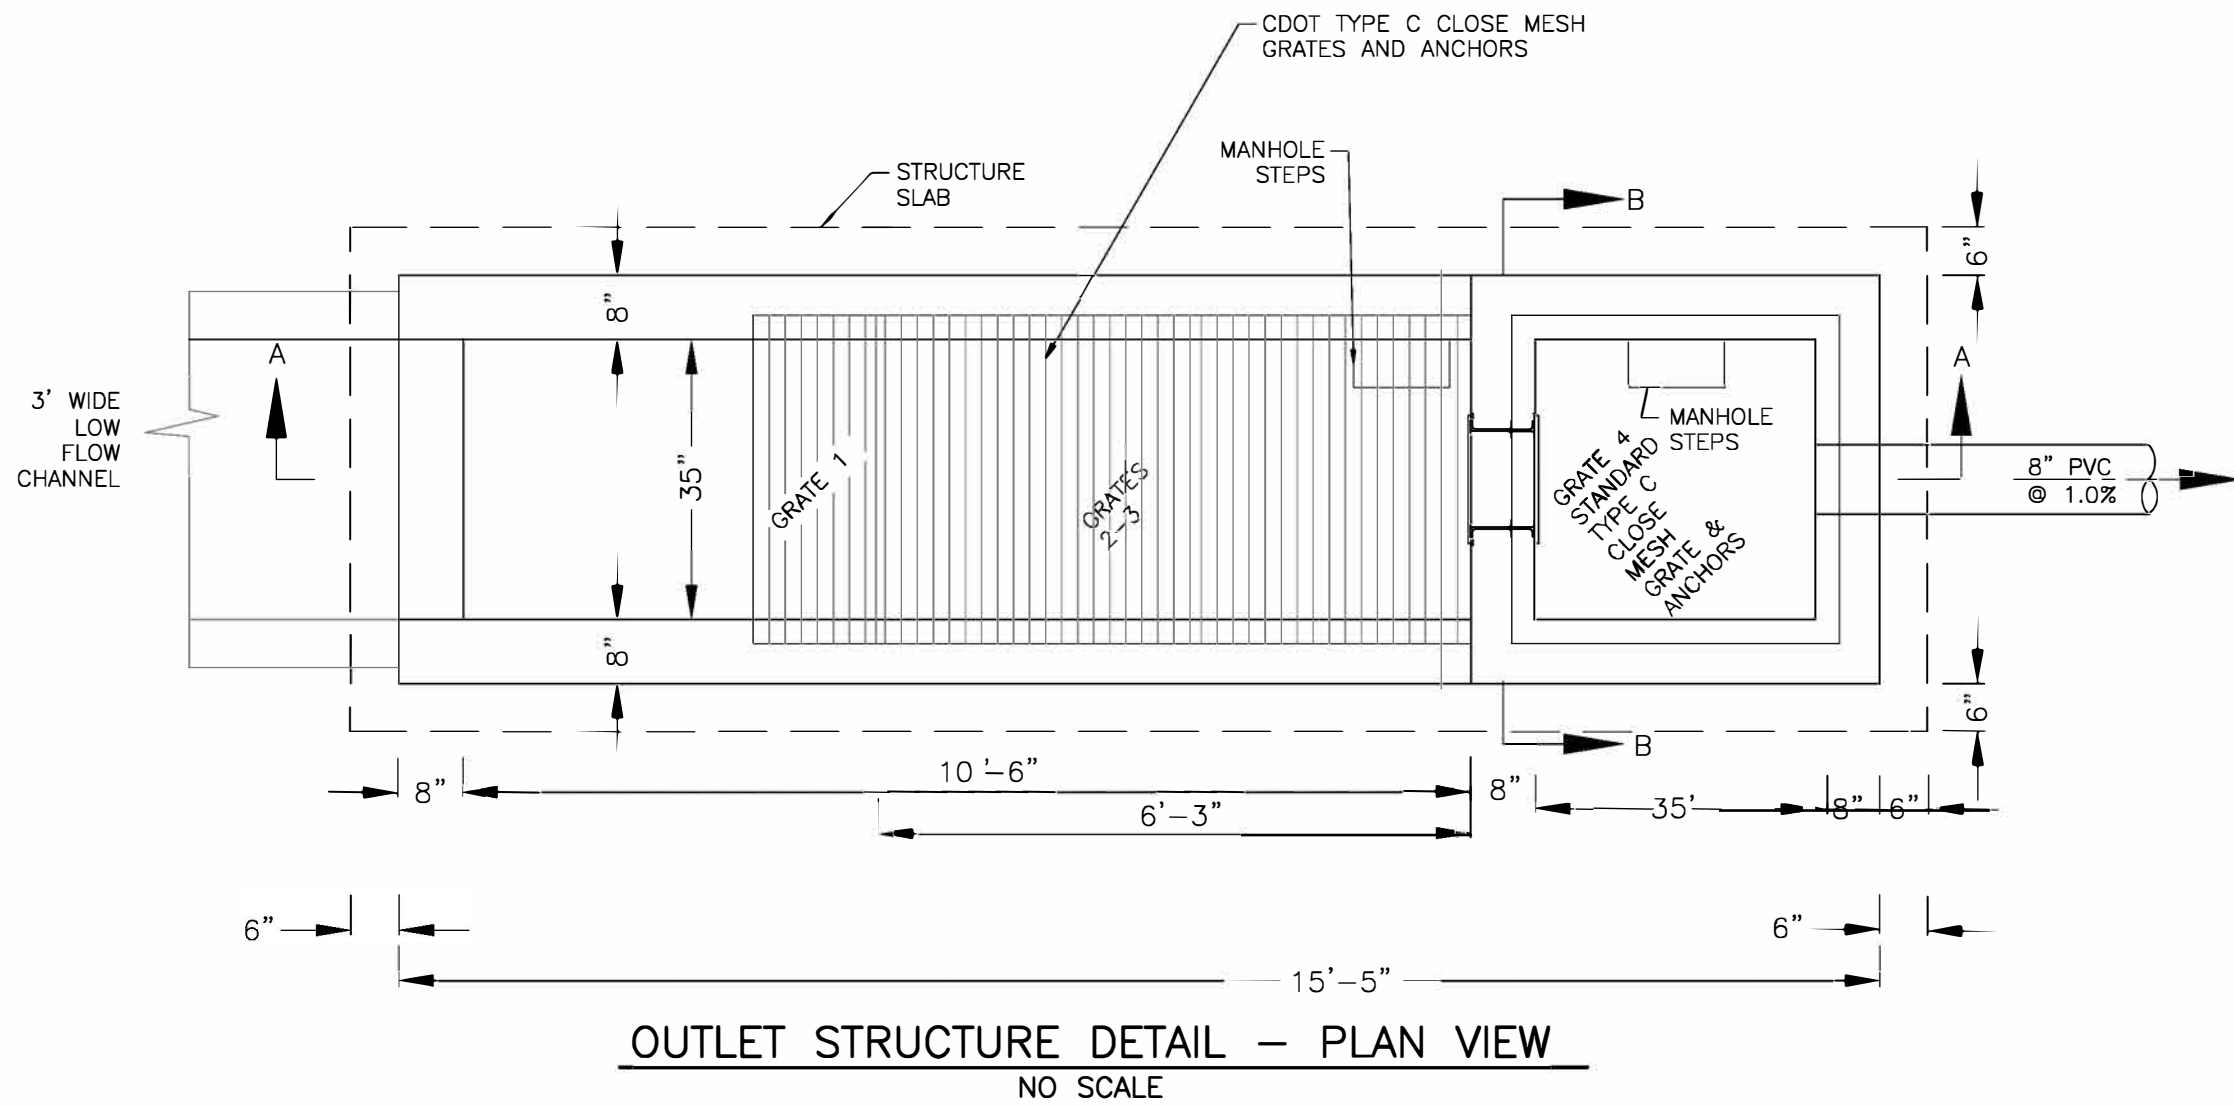 CDOT TYPE C CLOSE MESH
GRATES AND ANCHORS
MANHOLE
STEPS
STRUCTURE
SLAB
B
6”
8”
A
A
3’ WIDE
LOW
FLOW
CHANNEL
35”
GRATE 1
GRATES
2-3
MANHOLE
STEPS
GRATE 4
STANDARD
TYPE C
CLOSE
MESH
GRATE &
ANCHORS
8” PVC
@ 1.0%
8”
6”
B
8”
10’-6”
8”
35’
8”
6”
6’-3”
6”
6”
15’-5”
OUTLET STRUCTURE DETAIL – PLAN VIEW
NO SCALE